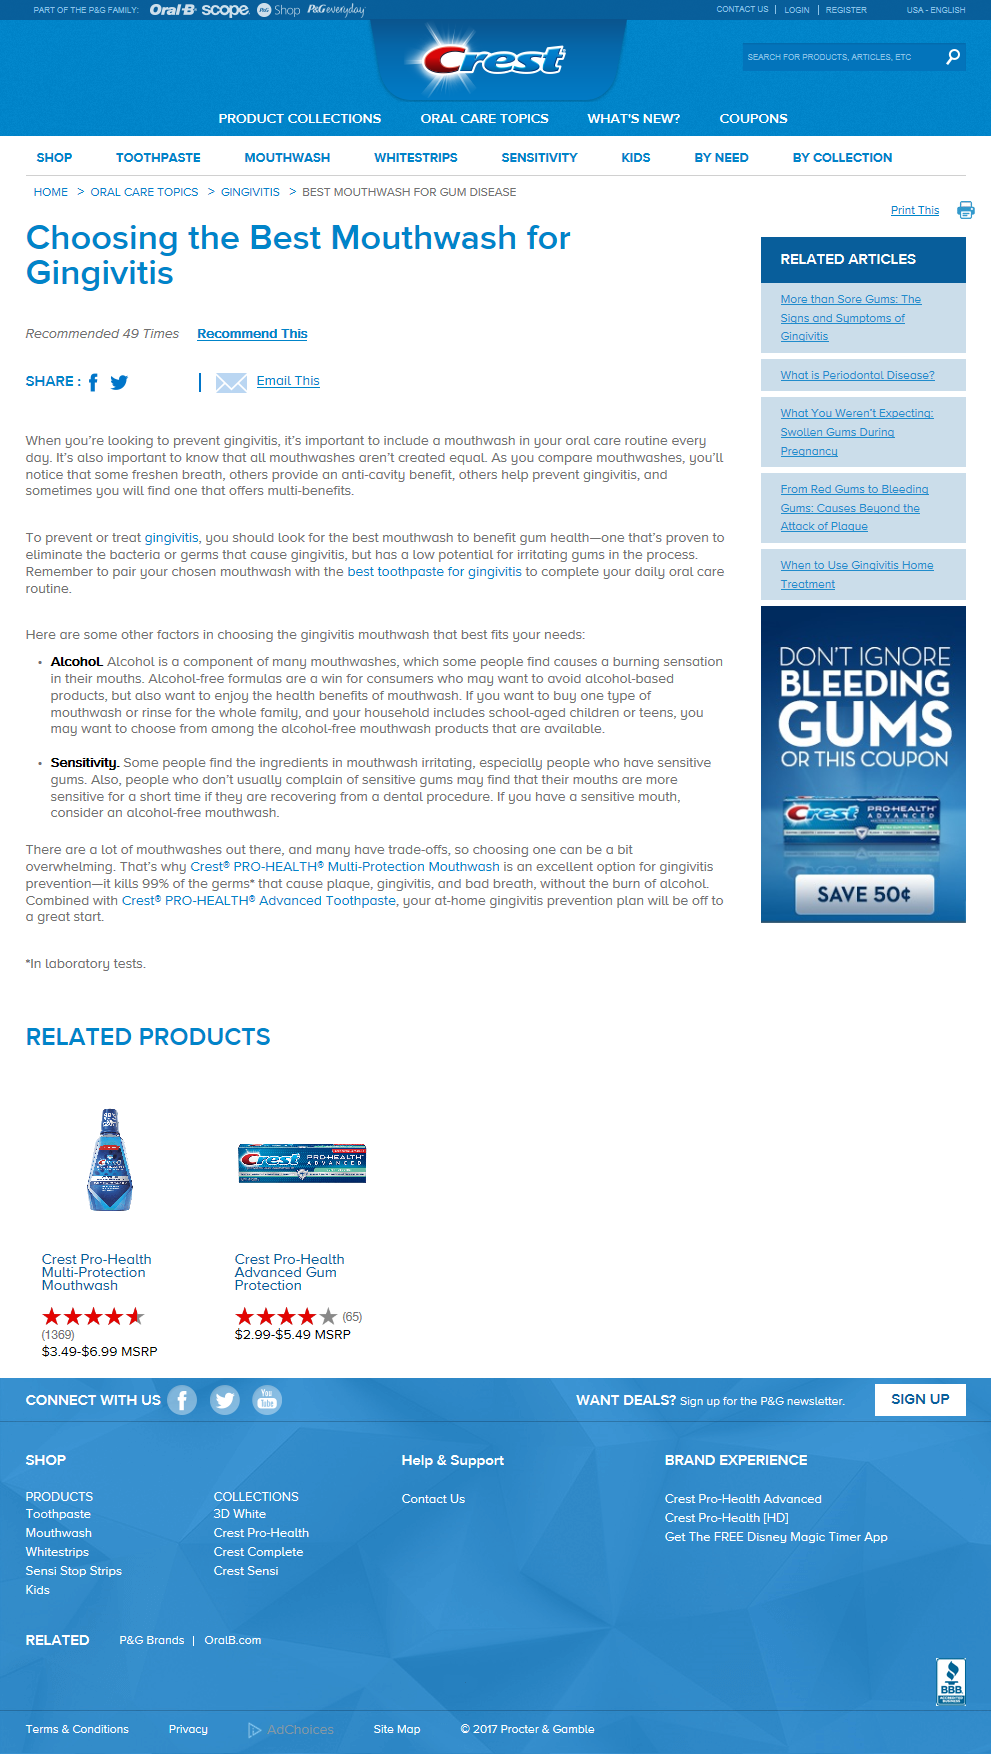 PART OF THE P&G FAMILY: Oral-B scope. P&G Shop P&G everyday
CONTACT US | LOGIN | REGISTER USA - ENGLISH
Crest
SEARCH FOR PRODUCTS, ARTICLES, ETC
PRODUCT COLLECTIONS ORAL CARE TOPICS WHAT'S NEW? COUPONS
SHOP TOOTHPASTE MOUTHWASH WHITESTRIPS SENSITIVITY KIDS BY NEED BY COLLECTION
HOME > ORAL CARE TOPICS > GINGIVITIS > BEST MOUTHWASH FOR GUM DISEASE
Print This
Choosing the Best Mouthwash for
Gingivitis
Recommended 49 Times Recommend This
SHARE : | Email This
When you're looking to prevent gingivitis, it's important to include a mouthwash in your oral care routine every
day. It's also important to know that all mouthwashes aren't created equal. As you compare mouthwashes, you'll
notice that some freshen breath, others provide an anti-cavity benefit, others help prevent gingivitis, and
sometimes you will find one that offers multi-benefits.
To prevent or treat gingivitis, you should look for the best mouthwash to benefit gum health—one that's proven to
eliminate the bacteria or germs that cause gingivitis, but has a low potential for irritating gums in the process.
Remember to pair your chosen mouthwash with the best toothpaste for gingivitis to complete your daily oral care
routine.
Here are some other factors in choosing the gingivitis mouthwash that best fits your needs:
• Alcohol. Alcohol is a component of many mouthwashes, which some people find causes a burning sensation
in their mouths. Alcohol-free formulas are a win for consumers who may want to avoid alcohol-based
products, but also want to enjoy the health benefits of mouthwash. If you want to buy one type of
mouthwash or rinse for the whole family, and your household includes school-aged children or teens, you
may want to choose from among the alcohol-free mouthwash products that are available.
• Sensitivity. Some people find the ingredients in mouthwash irritating, especially people who have sensitive
gums. Also, people who don't usually complain of sensitive gums may find that their mouths are more
sensitive for a short time if they are recovering from a dental procedure. If you have a sensitive mouth,
consider an alcohol-free mouthwash.
There are a lot of mouthwashes out there, and many have trade-offs, so choosing one can be a bit
overwhelming. That's why Crest® PRO-HEALTH® Multi-Protection Mouthwash is an excellent option for gingivitis
prevention—it kills 99% of the germs* that cause plaque, gingivitis, and bad breath, without the burn of alcohol.
Combined with Crest® PRO-HEALTH® Advanced Toothpaste, your at-home gingivitis prevention plan will be off to
a great start.
*In laboratory tests.
RELATED ARTICLES
More than Sore Gums: The
Signs and Symptoms of
Gingivitis
What is Periodontal Disease?
What You Weren't Expecting:
Swollen Gums During
Pregnancy
From Red Gums to Bleeding
Gums: Causes Beyond the
Attack of Plaque
When to Use Gingivitis Home
Treatment
DON'T IGNORE
BLEEDING
GUMS
OR THIS COUPON
Crest PRO-HEALTH
ADVANCED
SAVE 50¢
RELATED PRODUCTS
Crest
Crest PRO-HEALTH
ADVANCED
Crest Pro-Health
Multi-Protection
Mouthwash
(1369)
$3.49-$6.99 MSRP
Crest Pro-Health
Advanced Gum
Protection
(65)
$2.99-$5.49 MSRP
CONNECT WITH US You Tube WANT DEALS? Sign up for the P&G newsletter. SIGN UP
SHOP
PRODUCTS
Toothpaste
Mouthwash
Whitestrips
Sensi Stop Strips
Kids
COLLECTIONS
3D White
Crest Pro-Health
Crest Complete
Crest Sensi
Help & Support
Contact Us
BRAND EXPERIENCE
Crest Pro-Health Advanced
Crest Pro-Health [HD]
Get The FREE Disney Magic Timer App
RELATED P&G Brands | OralB.com
BBB.
ACCREDITED
BUSINESS
Terms & Conditions Privacy AdChoices Site Map © 2017 Procter & Gamble